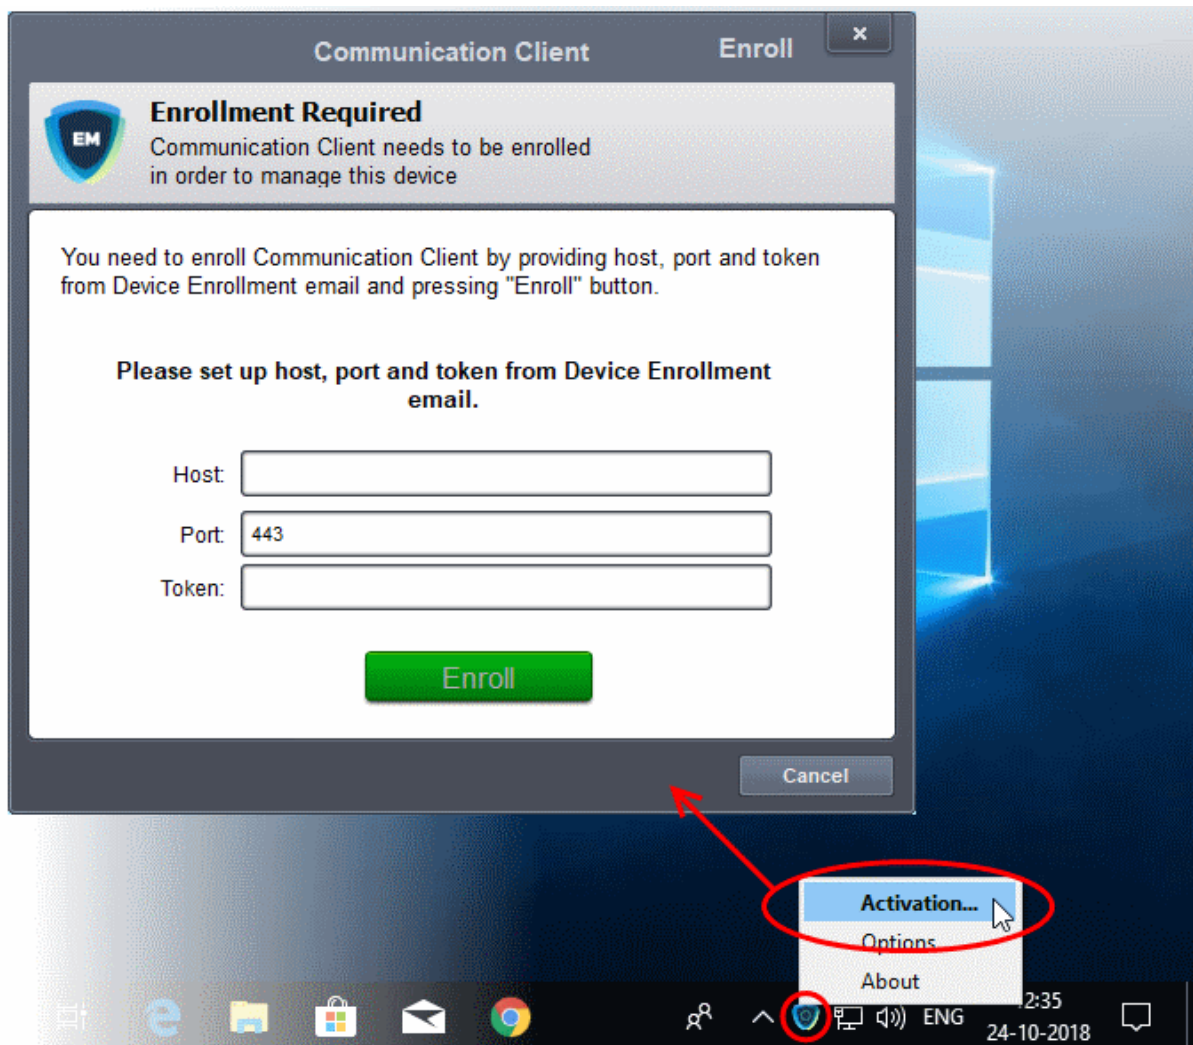 Communication Client
Enroll
EM
Enrollment Required
Communication Client needs to be enrolled
in order to manage this device
You need to enroll Communication Client by providing host, port and token
from Device Enrollment email and pressing "Enroll" button.
Please set up host, port and token from Device Enrollment
email.
Host:
Port: 443
Token:
Enroll
Cancel
Activation...
Options
About
ENG
2:35
24-10-2018